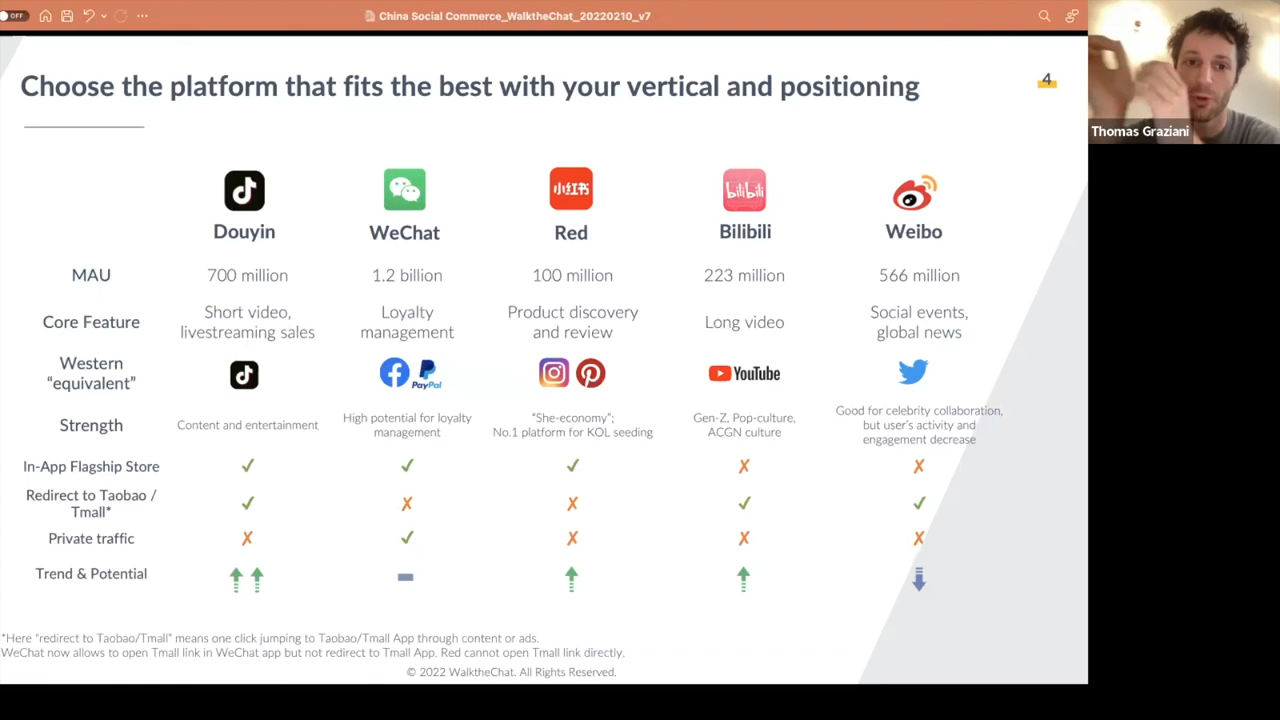 OFF
China Social Commerce_WalktheChat_20220210_v7
Choose the platform that fits the best with your vertical and positioning
4
Thomas Graziani
小红书
bilibili
Douyin
WeChat
Red
Bilibili
Weibo
MAU
700 million
1.2 billion
100 million
223 million
566 million
Core Feature
Short video,
livestreaming sales
Loyalty
management
Product discovery
and review
Long video
Social events,
global news
Western
“equivalent”
PayPal
YouTube
Strength
Content and entertainment
High potential for loyalty
management
“She-economy”;
No.1 platform for KOL seeding
Gen-Z, Pop-culture,
ACGN culture
Good for celebrity collaboration,
but user’s activity and
engagement decrease
In-App Flagship Store
✓
✓
✓
✗
✗
Redirect to Taobao /
Tmall*
✓
✗
✗
✓
✓
Private traffic
✗
✓
✗
✗
✗
Trend & Potential
*Here “redirect to Taobao/Tmall” means one click jumping to Taobao/Tmall App through content or ads.
WeChat now allows to open Tmall link in WeChat app but not redirect to Tmall App. Red cannot open Tmall link directly.
© 2022 WalktheChat. All Rights Reserved.